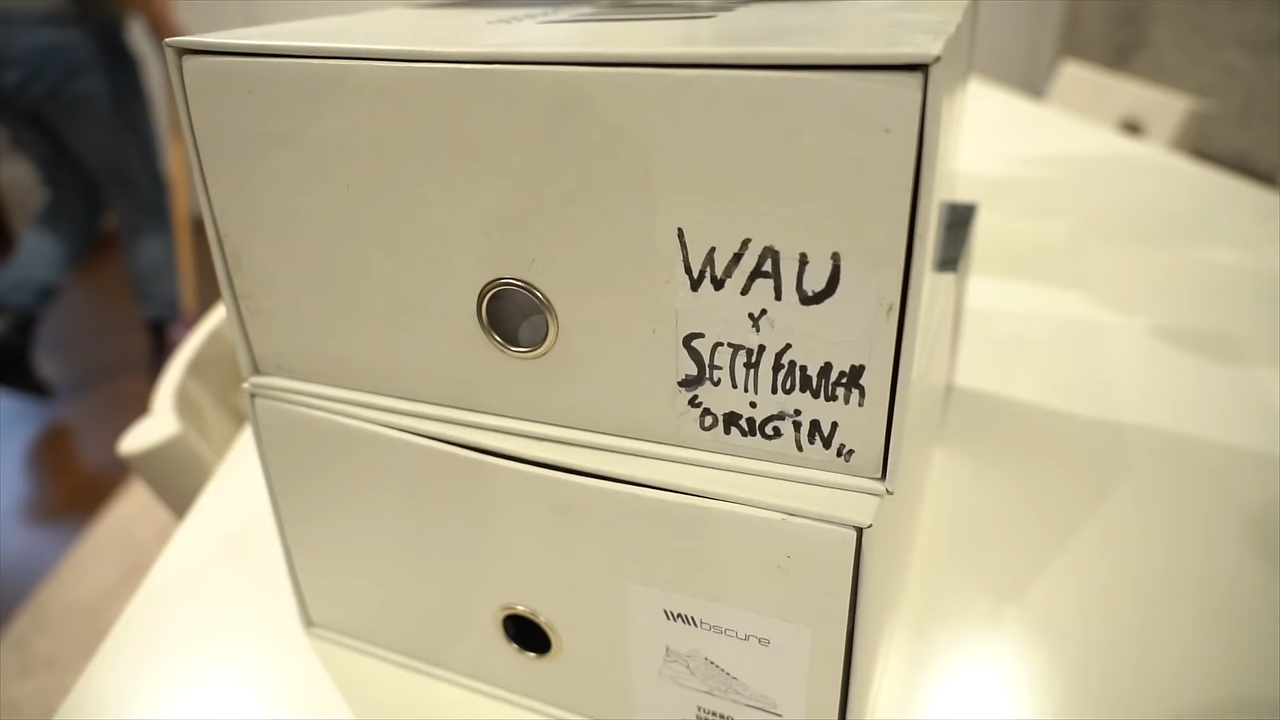 WAU
x
SETH FOWLER
"ORIGIN"
bscure
TURBO